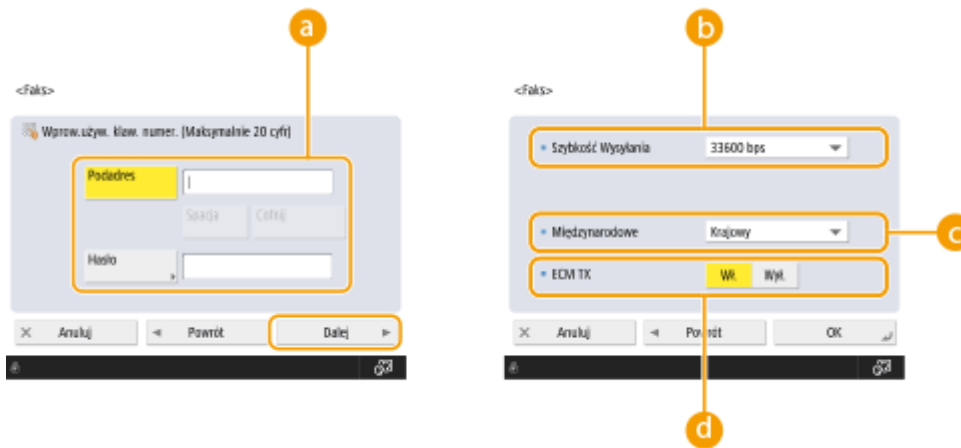 a
b
<Faks>
Wprow.używ. klaw. numer. (Maksymalnie 20 cyfr)
Podadres
Spacja Cofnij
Hasło
Anuluj Powrót Dalej
<Faks>
Szybkość Wysyłania 33600 bps
Międzynarodowe Krajowy
c
ECM TX Wł. Wył.
Anuluj Powrót OK
d